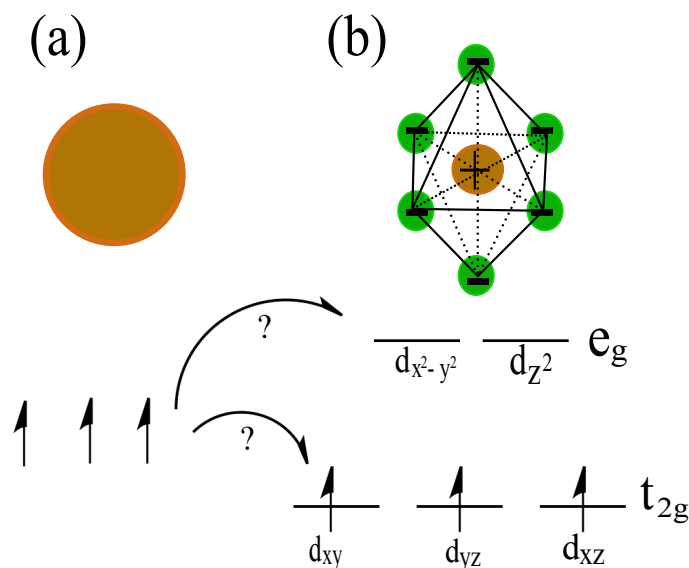 (a) (b)
?
d_{x²-y²} d_{z²} e_g
?
t_{2g}
d_{xy} d_{yz} d_{xz}